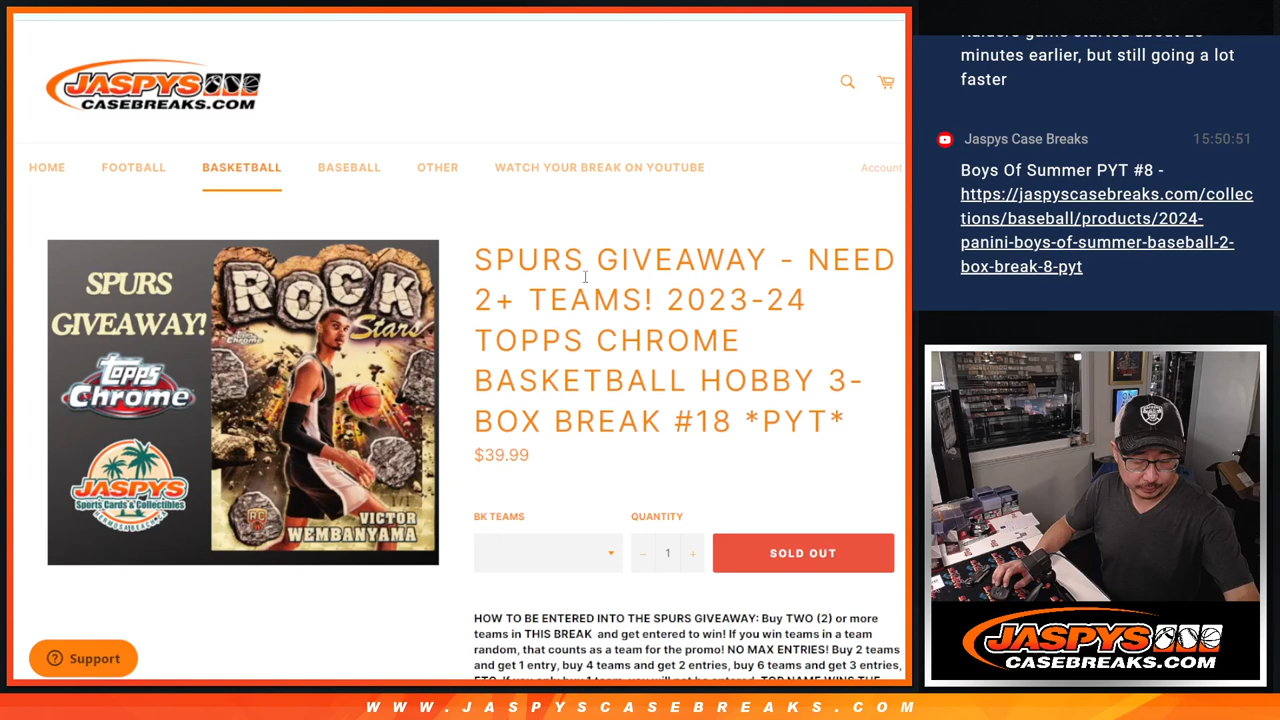 JASPYS
CASEBREAKS.COM
HOME FOOTBALL BASKETBALL BASEBALL OTHER WATCH YOUR BREAK ON YOUTUBE Account
SPURS
GIVEAWAY!
Topps
Chrome
JASPYS
Sports Cards & Collectibles
HERMOSA BEACH, CA
ROCK
Stars
1/1
RC
VICTOR
WEMBANYAMA
SPURS GIVEAWAY - NEED
2+ TEAMS! 2023-24
TOPPS CHROME
BASKETBALL HOBBY 3-
BOX BREAK #18 *PYT*
$39.99
BK TEAMS QUANTITY
− 1 + SOLD OUT
HOW TO BE ENTERED INTO THE SPURS GIVEAWAY: Buy TWO (2) or more
teams in THIS BREAK and get entered to win! If you win teams in a team
random, that counts as a team for the promo! NO MAX ENTRIES! Buy 2 teams
and get 1 entry, buy 4 teams and get 2 entries, buy 6 teams and get 3 entries,
Support
minutes earlier, but still going a lot
faster
Jaspys Case Breaks 15:50:51
Boys Of Summer PYT #8 -
https://jaspyscasebreaks.com/collec
tions/baseball/products/2024-
panini-boys-of-summer-baseball-2-
box-break-8-pyt
JASPYS
CASEBREAKS.COM
WWW.JASPYSCASEBREAKS.COM